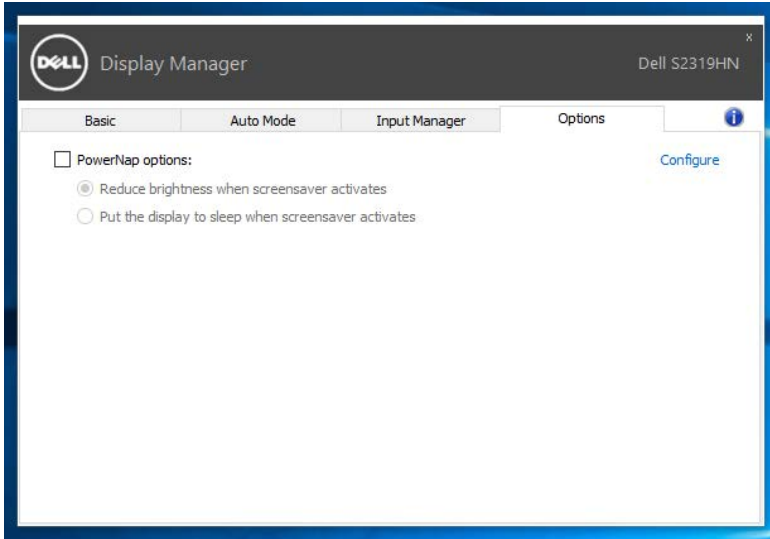 x
DELL Display Manager Dell S2319HN
Basic Auto Mode Input Manager Options i
PowerNap options: Configure
Reduce brightness when screensaver activates
Put the display to sleep when screensaver activates